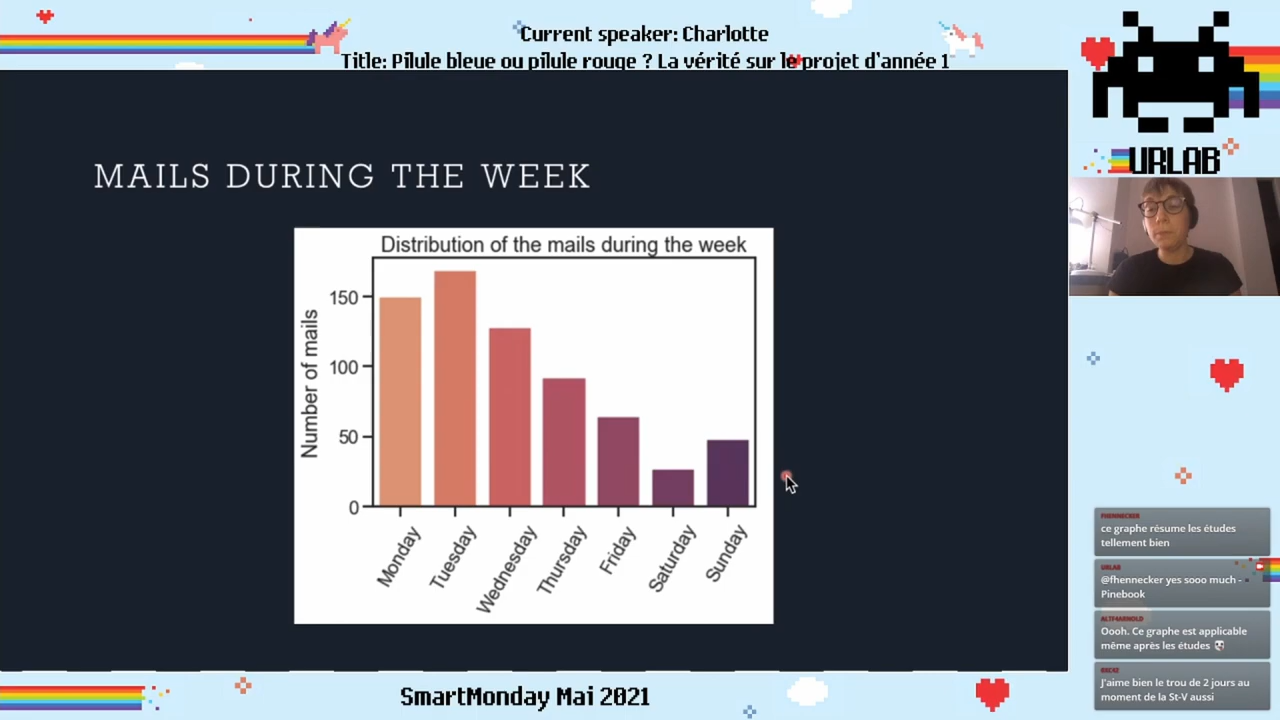 Current speaker: Charlotte
Title: Pilule bleue ou pilule rouge ? La vérité sur le projet d'année 1
URLAB
MAILS DURING THE WEEK
Distribution of the mails during the week
Number of mails
150
100
50
0
Monday
Tuesday
Wednesday
Thursday
Friday
Saturday
Sunday
FHENNECKER
ce graphe résume les études
tellement bien
URLAB
@fhennecker yes sooo much -
Pinebook
ALTF4ARNOLD
Oooh. Ce graphe est applicable
même après les études
J'aime bien le trou de 2 jours au
moment de la St-V aussi
SmartMonday Mai 2021